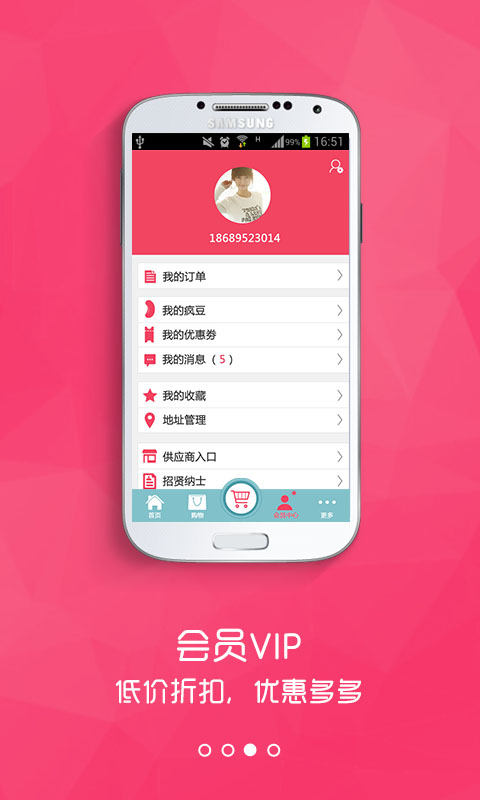 SAMSUNG
H 99% 16:51
18689523014
我的订单
我的疯豆
我的优惠券
我的消息（5）
我的收藏
地址管理
供应商入口
招贤纳士
首页 购物 会员中心 更多
会员VIP
低价折扣，优惠多多